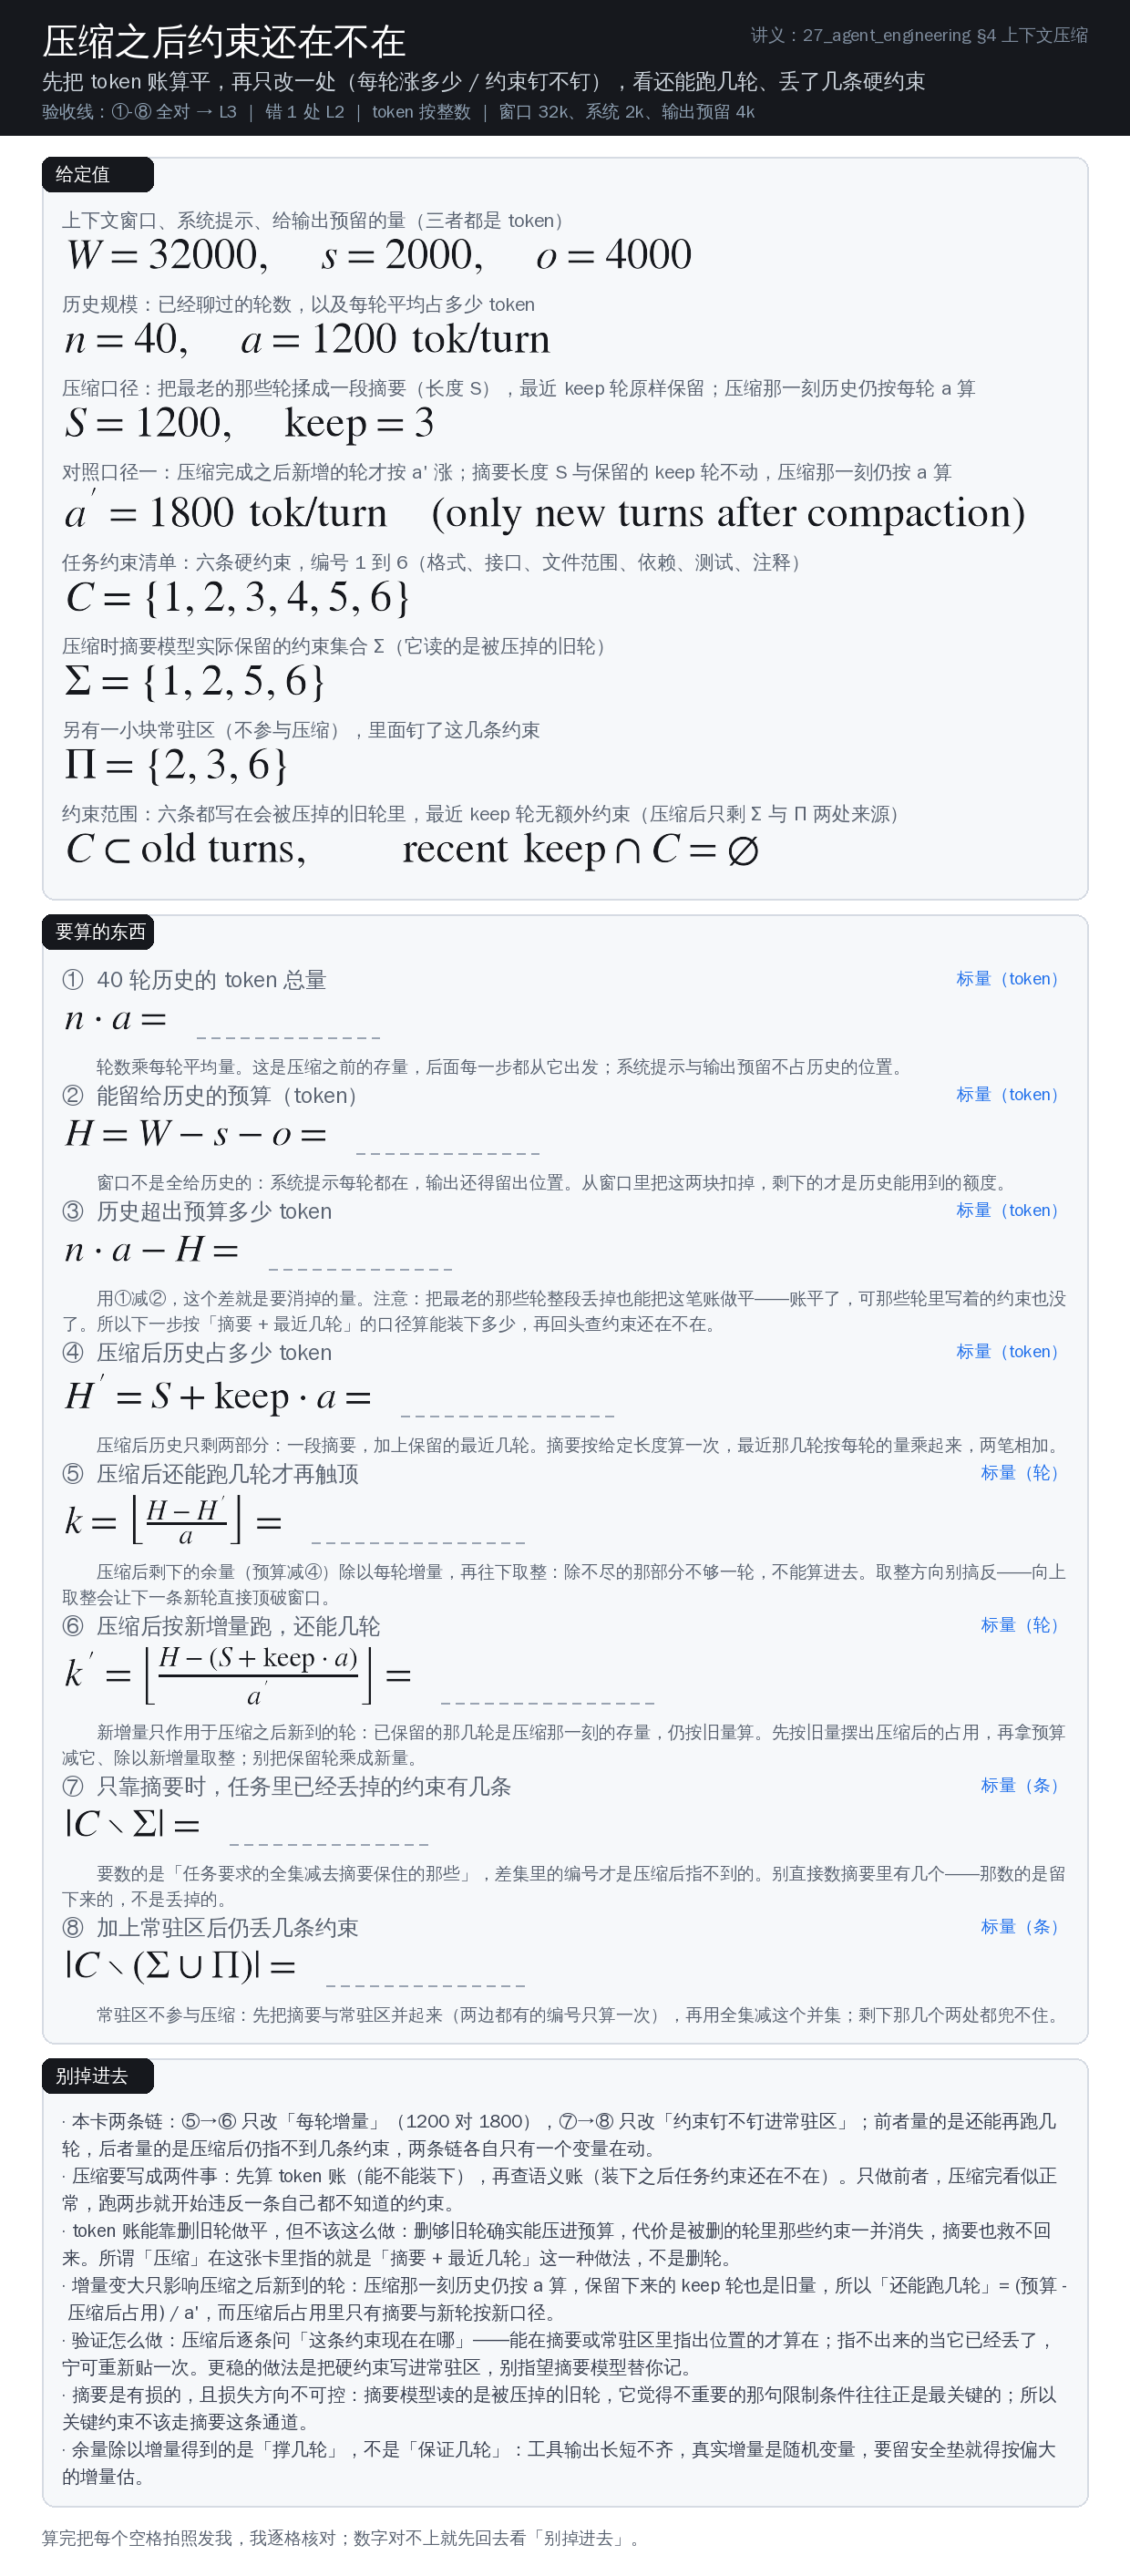 压缩之后约束还在不在
讲义：27_agent_engineering §4 上下文压缩
先把 token 账算平，再只改一处（每轮涨多少 / 约束钉不钉），看还能跑几轮、丢了几条硬约束
验收线：①-⑧ 全对 → L3 ｜ 错 1 处 L2 ｜ token 按整数 ｜ 窗口 32k、系统 2k、输出预留 4k
给定值
上下文窗口、系统提示、给输出预留的量（三者都是 token）
W = 32000, s = 2000, o = 4000
历史规模：已经聊过的轮数，以及每轮平均占多少 token
n = 40, a = 1200 tok/turn
压缩口径：把最老的那些轮揉成一段摘要（长度 S），最近 keep 轮原样保留；压缩那一刻历史仍按每轮 a 算
S = 1200, keep = 3
对照口径一：压缩完成之后新增的轮才按 a' 涨；摘要长度 S 与保留的 keep 轮不动，压缩那一刻仍按 a 算
a′ = 1800 tok/turn (only new turns after compaction)
任务约束清单：六条硬约束，编号 1 到 6（格式、接口、文件范围、依赖、测试、注释）
C = {1, 2, 3, 4, 5, 6}
压缩时摘要模型实际保留的约束集合 Σ（它读的是被压掉的旧轮）
Σ = {1, 2, 5, 6}
另有一小块常驻区（不参与压缩），里面钉了这几条约束
Π = {2, 3, 6}
约束范围：六条都写在会被压掉的旧轮里，最近 keep 轮无额外约束（压缩后只剩 Σ 与 Π 两处来源）
C ⊂ old turns, recent keep ∩ C = ∅
要算的东西
① 40 轮历史的 token 总量 标量（token）
n · a =
轮数乘每轮平均量。这是压缩之前的存量，后面每一步都从它出发；系统提示与输出预留不占历史的位置。
② 能留给历史的预算（token） 标量（token）
H = W − s − o =
窗口不是全给历史的：系统提示每轮都在，输出还得留出位置。从窗口里把这两块扣掉，剩下的才是历史能用到的额度。
③ 历史超出预算多少 token 标量（token）
n · a − H =
用①减②，这个差就是要消掉的量。注意：把最老的那些轮整段丢掉也能把这笔账做平——账平了，可那些轮里写着的约束也没
了。所以下一步按「摘要 + 最近几轮」的口径算能装下多少，再回头查约束还在不在。
④ 压缩后历史占多少 token 标量（token）
H′ = S + keep · a =
压缩后历史只剩两部分：一段摘要，加上保留的最近几轮。摘要按给定长度算一次，最近那几轮按每轮的量乘起来，两笔相加。
⑤ 压缩后还能跑几轮才再触顶 标量（轮）
k = ⌊(H − H′) / a⌋ =
压缩后剩下的余量（预算减④）除以每轮增量，再往下取整：除不尽的那部分不够一轮，不能算进去。取整方向别搞反——向上
取整会让下一条新轮直接顶破窗口。
⑥ 压缩后按新增量跑，还能几轮 标量（轮）
k′ = ⌊(H − (S + keep · a)) / a′⌋ =
新增量只作用于压缩之后新到的轮：已保留的那几轮是压缩那一刻的存量，仍按旧量算。先按旧量摆出压缩后的占用，再拿预算
减它、除以新增量取整；别把保留轮乘成新量。
⑦ 只靠摘要时，任务里已经丢掉的约束有几条 标量（条）
|C ∖ Σ| =
要数的是「任务要求的全集减去摘要保住的那些」，差集里的编号才是压缩后指不到的。别直接数摘要里有几个——那数的是留
下来的，不是丢掉的。
⑧ 加上常驻区后仍丢几条约束 标量（条）
|C ∖ (Σ ∪ Π)| =
常驻区不参与压缩：先把摘要与常驻区并起来（两边都有的编号只算一次），再用全集减这个并集；剩下那几个两处都兜不住。
别掉进去
· 本卡两条链：⑤→⑥ 只改「每轮增量」（1200 对 1800），⑦→⑧ 只改「约束钉不钉进常驻区」；前者量的是还能再跑几
轮，后者量的是压缩后仍指不到几条约束，两条链各自只有一个变量在动。
· 压缩要写成两件事：先算 token 账（能不能装下），再查语义账（装下之后任务约束还在不在）。只做前者，压缩完看似正
常，跑两步就开始违反一条自己都不知道的约束。
· token 账能靠删旧轮做平，但不该这么做：删够旧轮确实能压进预算，代价是被删的轮里那些约束一并消失，摘要也救不回
来。所谓「压缩」在这张卡里指的就是「摘要 + 最近几轮」这一种做法，不是删轮。
· 增量变大只影响压缩之后新到的轮：压缩那一刻历史仍按 a 算，保留下来的 keep 轮也是旧量，所以「还能跑几轮」= (预算 -
压缩后占用) / a'，而压缩后占用里只有摘要与新轮按新口径。
· 验证怎么做：压缩后逐条问「这条约束现在在哪」——能在摘要或常驻区里指出位置的才算在；指不出来的当它已经丢了，
宁可重新贴一次。更稳的做法是把硬约束写进常驻区，别指望摘要模型替你记。
· 摘要是有损的，且损失方向不可控：摘要模型读的是被压掉的旧轮，它觉得不重要的那句限制条件往往正是最关键的；所以
关键约束不该走摘要这条通道。
· 余量除以增量得到的是「撑几轮」，不是「保证几轮」：工具输出长短不齐，真实增量是随机变量，要留安全垫就得按偏大
的增量估。
算完把每个空格拍照发我，我逐格核对；数字对不上就先回去看「别掉进去」。